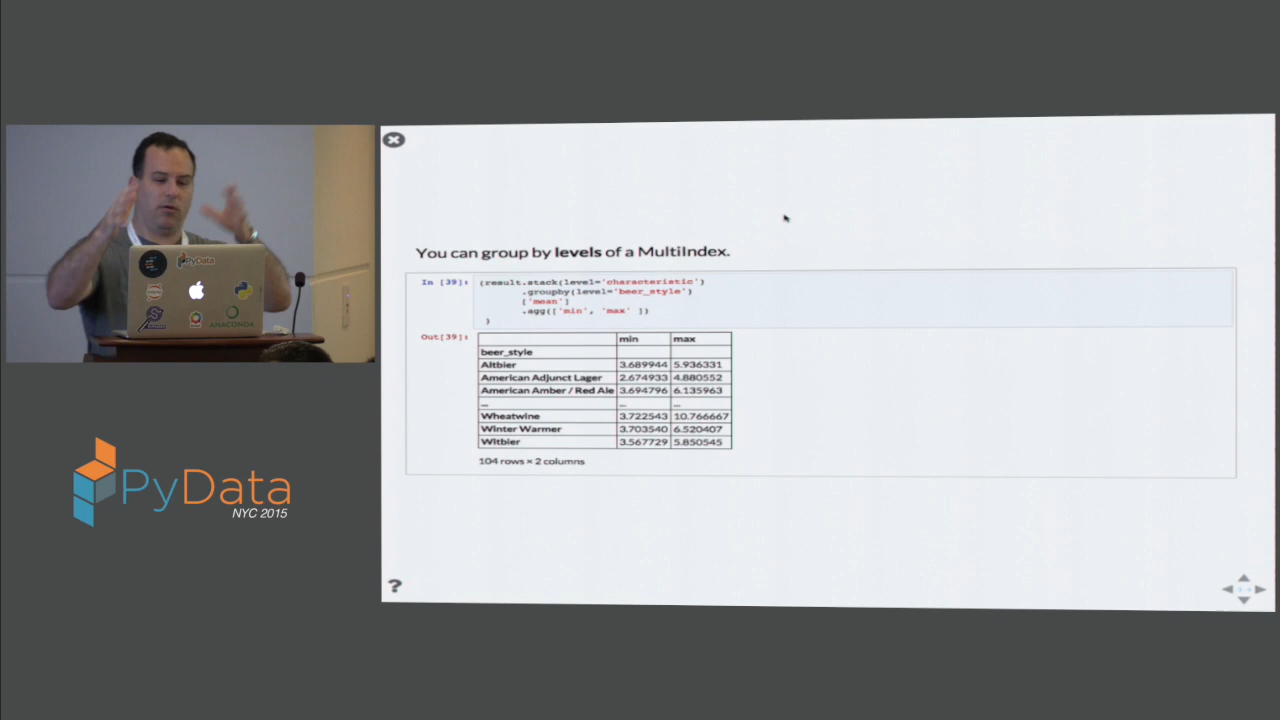 PyData
ANACONDA
PyData
NYC 2015
You can group by levels of a MultiIndex.
In [39]: (result.stack(level='characteristic')
.groupby(level='beer_style')
['mean']
.agg(['min', 'max' ])
)
Out[39]: min max
beer_style
Altbier 3.689944 5.936331
American Adjunct Lager 2.674933 4.880552
American Amber / Red Ale 3.694796 6.135963
... ... ...
Wheatwine 3.722543 10.766667
Winter Warmer 3.703540 6.520407
Witbier 3.567729 5.850545
104 rows × 2 columns
?